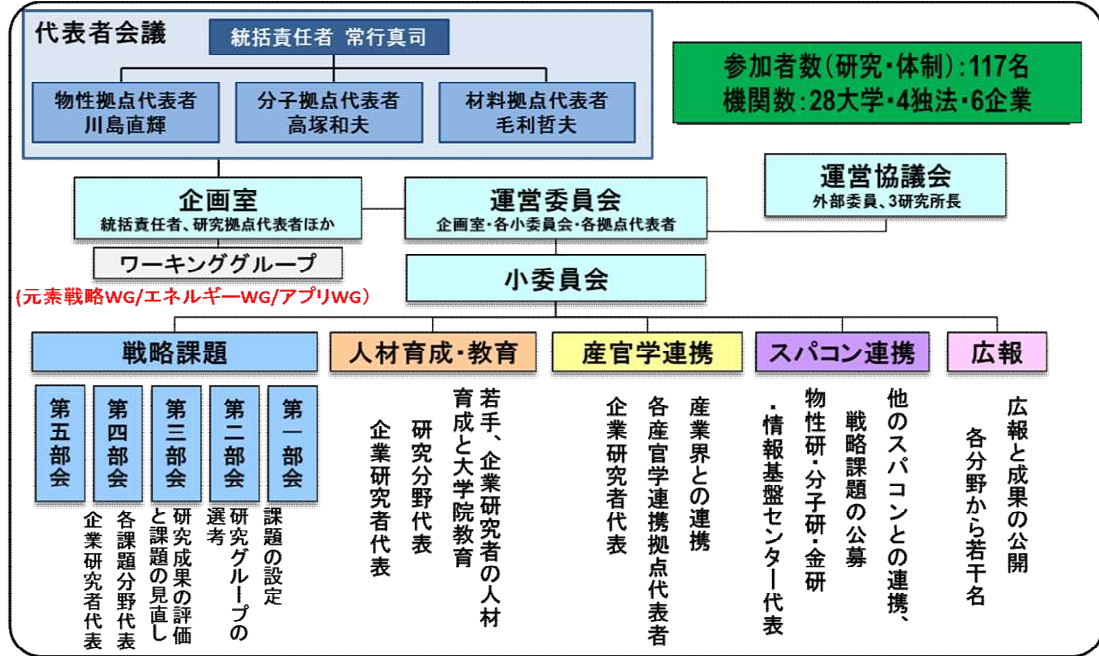 代表者会議
統括責任者 常行真司
物性拠点代表者
川島直輝
分子拠点代表者
高塚和夫
材料拠点代表者
毛利哲夫
参加者数(研究・体制):117名
機関数:28大学・4独法・6企業
企画室
統括責任者、研究拠点代表者ほか
運営委員会
企画室・各小委員会・各拠点代表者
運営協議会
外部委員、3研究所長
ワーキンググループ
(元素戦略WG/エネルギーWG/アプリWG)
小委員会
戦略課題
人材育成・教育
産官学連携
スパコン連携
広報
第一部会
第二部会
第三部会
第四部会
第五部会
課題の設定
研究グループの
選考
研究成果の評価
と課題の見直し
各課題分野代表
企業研究者代表
若手、企業研究者の人材
育成と大学院教育
研究分野代表
企業研究者代表
産業界との連携
各産官学連携拠点代表者
企業研究者代表
他のスパコンとの連携、
戦略課題の公募
物性研・分子研・金研
・情報基盤センター代表
広報と成果の公開
各分野から若干名